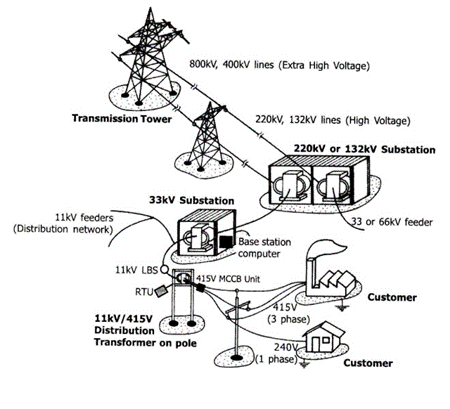 800kV, 400kV lines (Extra High Voltage)
Transmission Tower
220kV, 132kV lines (High Voltage)
220kV or 132kV Substation
33kV Substation
11kV feeders
(Distribution network)
33 or 66kV feeder
Base station
computer
11kV LBS
415V MCCB Unit
RTU
415V
(3 phase)
Customer
11kV/415V
Distribution
Transformer on pole
240V
(1 phase)
Customer